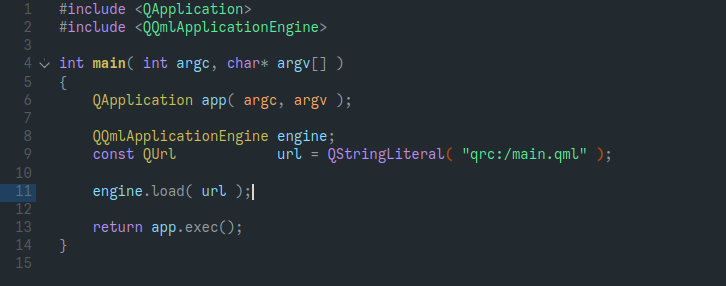 1 #include <QApplication>
2 #include <QQmlApplicationEngine>
3
4 int main( int argc, char* argv[] )
5 {
6     QApplication app( argc, argv );
7
8     QQmlApplicationEngine engine;
9     const QUrl            url = QStringLiteral( "qrc:/main.qml" );
10
11     engine.load( url );
12
13     return app.exec();
14 }
15